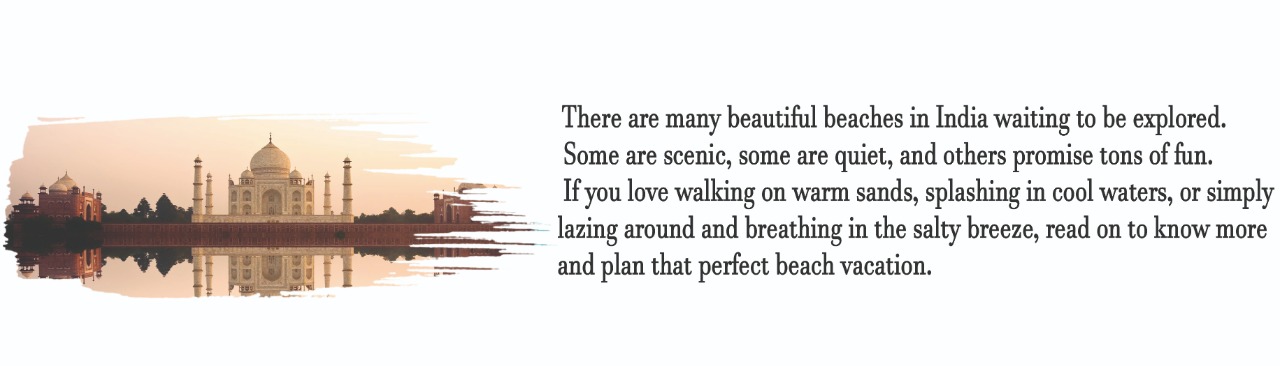 There are many beautiful beaches in India waiting to be explored.
Some are scenic, some are quiet, and others promise tons of fun.
If you love walking on warm sands, splashing in cool waters, or simply
lazing around and breathing in the salty breeze, read on to know more
and plan that perfect beach vacation.